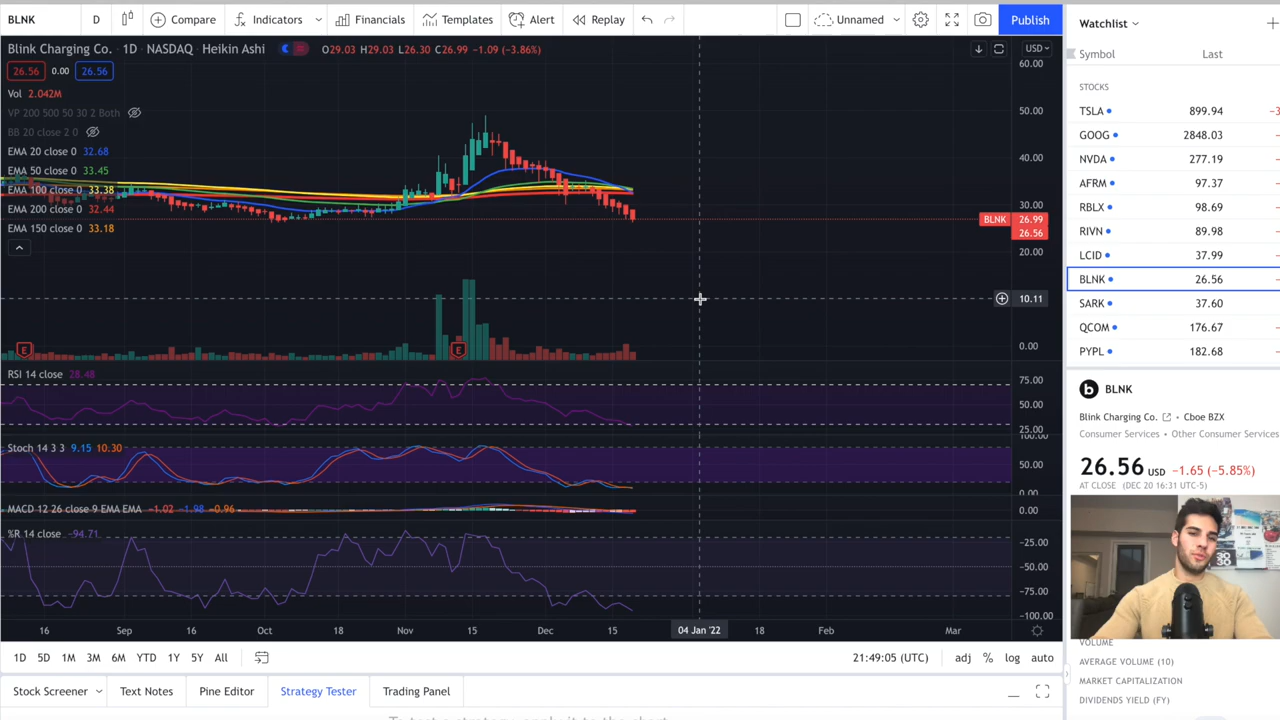 BLNK D Compare Indicators Financials Templates Alert Replay Unnamed Publish
Blink Charging Co. · 1D · NASDAQ · Heikin Ashi O29.03 H29.03 L26.30 C26.99 −1.09 (−3.86%) USD
26.56 0.00 26.56
Vol 2.042M
VP 200 500 50 30 2 Both
BB 20 close 2 0
EMA 20 close 0 32.68
EMA 50 close 0 33.45
EMA 100 close 0 33.38
EMA 200 close 0 32.44
EMA 150 close 0 33.18
60.00
50.00
40.00
30.00
BLNK 26.99
26.56
20.00
10.11
0.00
E E
RSI 14 close 28.48
75.00
50.00
25.00
Stoch 14 3 3 9.15 10.30
100.00
50.00
0.00
MACD 12 26 close 9 EMA EMA −1.02 −1.98 −0.96
0.00
%R 14 close −94.71
−25.00
−50.00
−75.00
−100.00
16 Sep 16 Oct 18 Nov 15 Dec 15 04 Jan '22 18 Feb Mar
1D 5D 1M 3M 6M YTD 1Y 5Y All 21:49:05 (UTC) adj % log auto
Stock Screener Text Notes Pine Editor Strategy Tester Trading Panel
To test a strategy, apply it to the chart
Watchlist
Symbol Last
STOCKS
TSLA 899.94 −3
GOOG 2848.03
NVDA 277.19
AFRM 97.37
RBLX 98.69
RIVN 89.98
LCID 37.99
BLNK 26.56
SARK 37.60
QCOM 176.67
PYPL 182.68
b BLNK
Blink Charging Co. • Cboe BZX
Consumer Services • Other Consumer Services
26.56 USD −1.65 (−5.85%)
AT CLOSE (DEC 20 16:31 UTC-5)
VOLUME
AVERAGE VOLUME (10)
MARKET CAPITALIZATION
DIVIDENDS YIELD (FY)